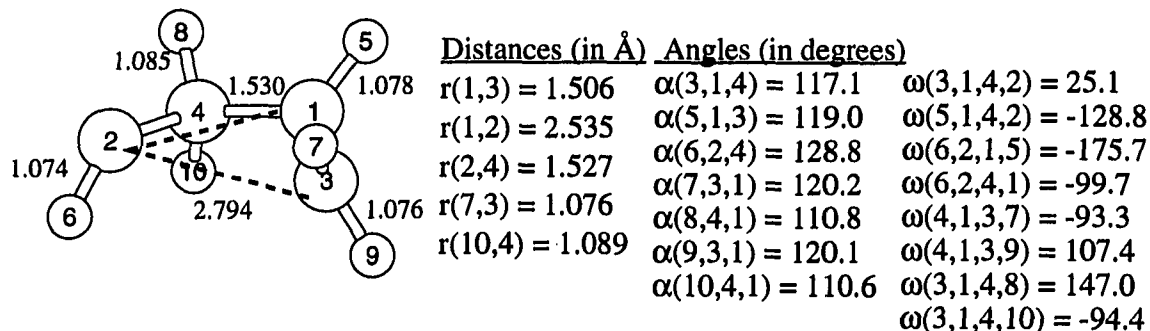 8
5
1.085
1.530
1.078
4
1
2
7
3
10
1.074
6
2.794
1.076
9
Distances (in Å) Angles (in degrees)
r(1,3) = 1.506 α(3,1,4) = 117.1 ω(3,1,4,2) = 25.1
r(1,2) = 2.535 α(5,1,3) = 119.0 ω(5,1,4,2) = -128.8
r(2,4) = 1.527 α(6,2,4) = 128.8 ω(6,2,1,5) = -175.7
r(7,3) = 1.076 α(7,3,1) = 120.2 ω(6,2,4,1) = -99.7
r(10,4) = 1.089 α(8,4,1) = 110.8 ω(4,1,3,7) = -93.3
α(9,3,1) = 120.1 ω(4,1,3,9) = 107.4
α(10,4,1) = 110.6 ω(3,1,4,8) = 147.0
ω(3,1,4,10) = -94.4